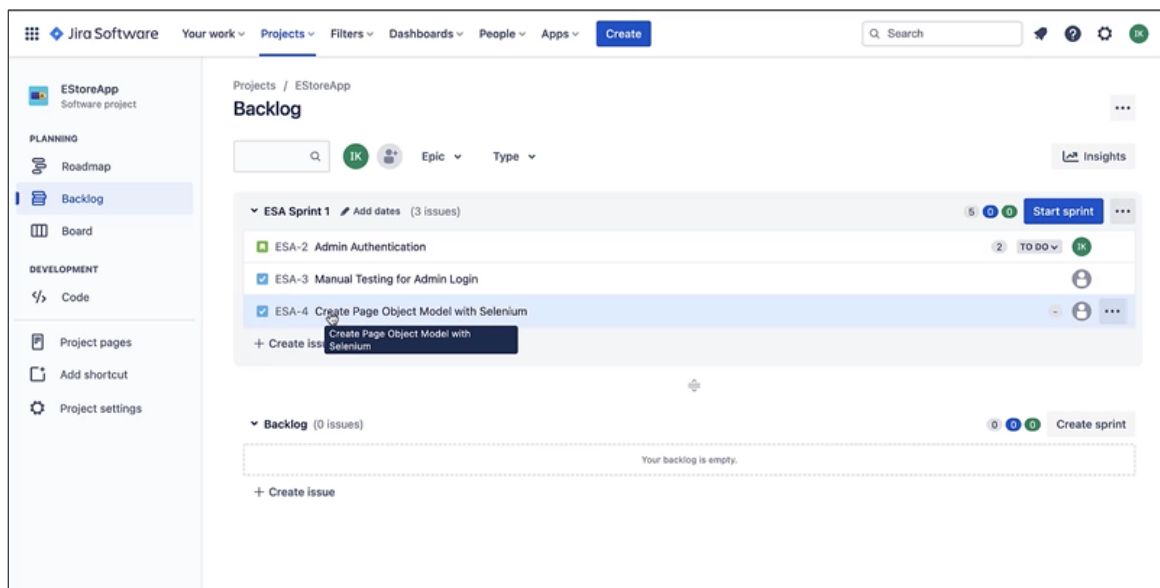 Jira Software Your work Projects Filters Dashboards People Apps Create Search IK
EStoreApp
Software project
PLANNING
Roadmap
Backlog
Board
DEVELOPMENT
Code
Project pages
Add shortcut
Project settings
Projects / EStoreApp
Backlog
IK Epic Type Insights
ESA Sprint 1 Add dates (3 issues) 5 0 0 Start sprint
ESA-2 Admin Authentication 2 TO DO IK
ESA-3 Manual Testing for Admin Login
ESA-4 Create Page Object Model with Selenium -
Create Page Object Model with
Selenium
+ Create iss
Backlog (0 issues) 0 0 0 Create sprint
Your backlog is empty.
+ Create issue